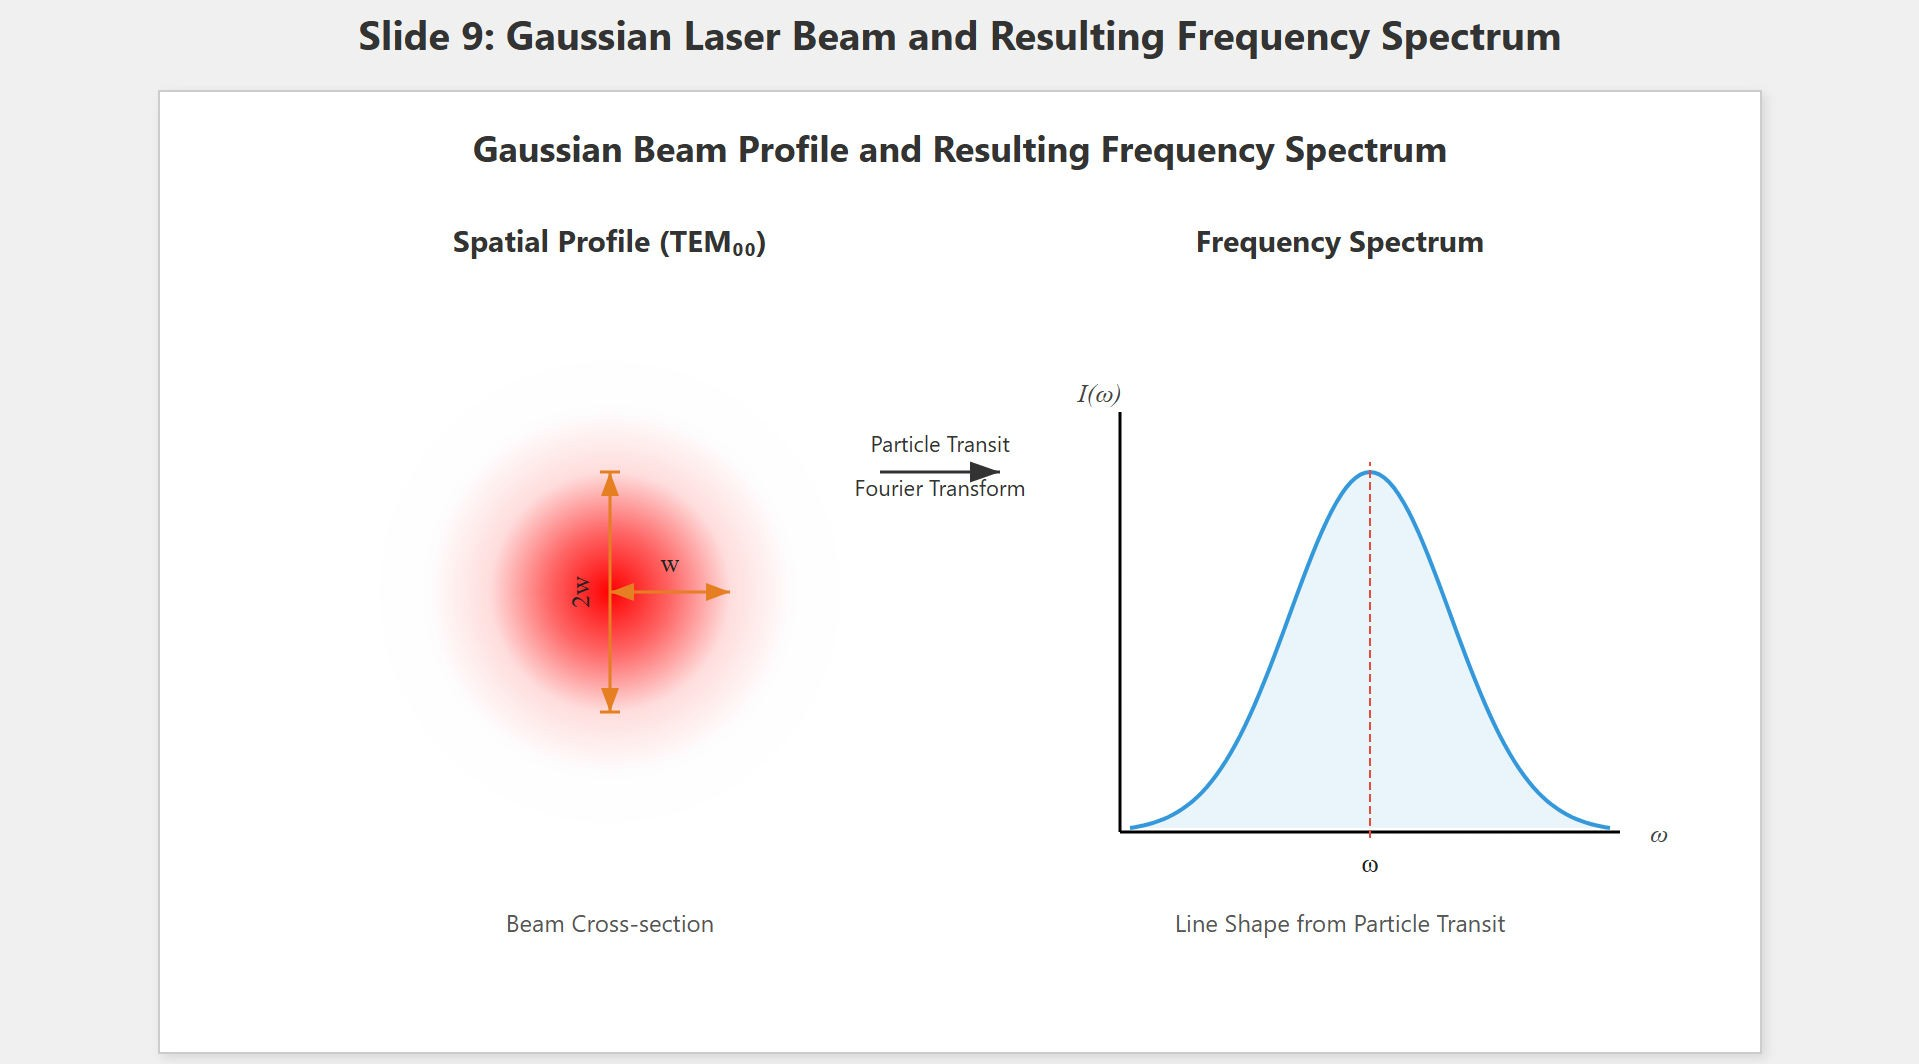 Slide 9: Gaussian Laser Beam and Resulting Frequency Spectrum
Gaussian Beam Profile and Resulting Frequency Spectrum
Spatial Profile (TEM₀₀)
Frequency Spectrum
I(ω)
Particle Transit
Fourier Transform
w
2w
ω
ω
Beam Cross-section
Line Shape from Particle Transit